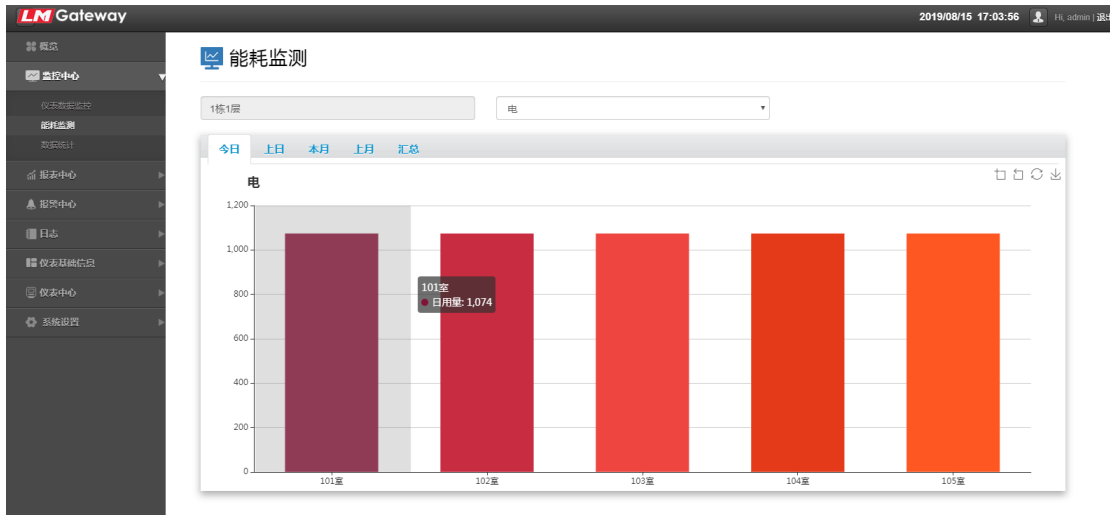 LM Gateway
2019/08/15 17:03:56 Hi, admin | 退出
概览
监控中心
仪表数据监控
能耗监测
数据统计
报表中心
报警中心
日志
仪表基础信息
仪表中心
系统设置
能耗监测
1栋1层
电
今日 上日 本月 上月 汇总
电
1,200
1,000
800
600
400
200
0
101室
日用量: 1,074
101室 102室 103室 104室 105室